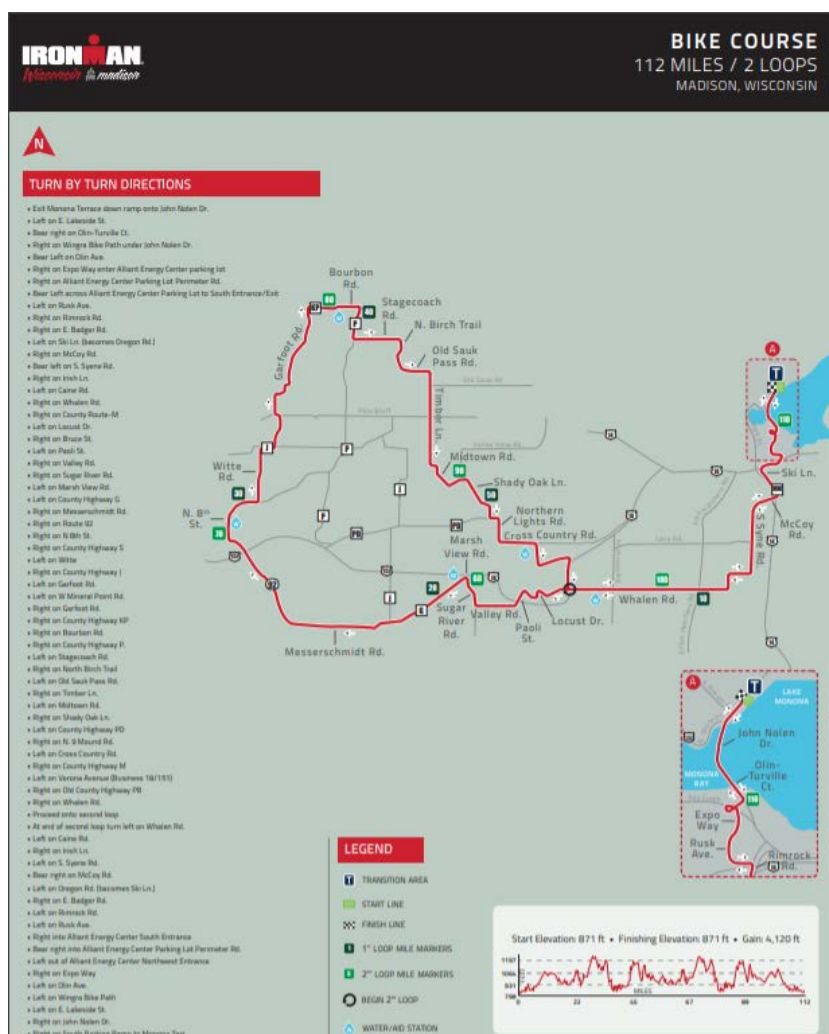 IRONMAN
Wisconsin madison
BIKE COURSE
112 MILES / 2 LOOPS
MADISON, WISCONSIN
N
TURN BY TURN DIRECTIONS
• Exit Monona Terrace down ramp onto John Nolen Dr.
• Left on E. Lakeside St.
• Bear right on Olin-Turville Ct.
• Right on Wingra Bike Path under John Nolen Dr.
• Bear Left on Olin Ave.
• Right on Expo Way enter Alliant Energy Center parking lot
• Right on Alliant Energy Center Parking Lot Perimeter Rd.
• Bear Left across Alliant Energy Center Parking Lot to South Entrance/Exit
• Left on Rusk Ave.
• Right on Rimrock Rd.
• Right on E. Badger Rd.
• Left on Ski Ln. (becomes Oregon Rd.)
• Right on McCoy Rd.
• Bear left on S. Syene Rd.
• Right on Irish Ln.
• Left on Caine Rd.
• Right on Whalen Rd.
• Right on County Route-M
• Left on Locust Dr.
• Right on Bruce St.
• Left on Paoli St.
• Right on Valley Rd.
• Right on Sugar River Rd.
• Left on Marsh View Rd.
• Left on County Highway G
• Right on Messerschmidt Rd.
• Right on Route 92
• Right on N 8th St.
• Right on County Highway S
• Left on Witte
• Right on County Highway J
• Left on Garfoot Rd.
• Left on W Mineral Point Rd.
• Right on Garfoot Rd.
• Right on County Highway KP
• Right on Bourbon Rd.
• Right on County Highway P.
• Left on Stagecoach Rd.
• Right on North Birch Trail
• Left on Old Sauk Pass Rd.
• Right on Timber Ln.
• Left on Midtown Rd.
• Right on Shady Oak Ln.
• Left on County Highway PD
• Right on N. 9 Mound Rd.
• Left on Cross Country Rd.
• Right on County Highway M
• Left on Verona Avenue (Business 18/151)
• Right on Old County Highway PB
• Right on Whalen Rd.
• Proceed onto second loop
• At end of second loop turn left on Whalen Rd.
• Left on Caine Rd.
• Right on Irish Ln.
• Left on S. Syene Rd.
• Bear right on McCoy Rd.
• Left on Oregon Rd. (becomes Ski Ln.)
• Right on E. Badger Rd.
• Left on Rimrock Rd.
• Left on Rusk Ave.
• Right into Alliant Energy Center South Entrance
• Bear right into Alliant Energy Center Parking Lot Perimeter Rd.
• Left out of Alliant Energy Center Northwest Entrance
• Right on Expo Way
• Left on Olin Ave.
• Left on Wingra Bike Path
• Left on E. Lakeside St.
• Right on John Nolen Dr.
Bourbon
Rd.
80
KP
40
P
Stagecoach
Rd.
N. Birch Trail
Old Sauk
Pass Rd.
Garfoot Rd.
Timber Ln.
J
P
Midtown Rd.
90
Witte
Rd.
30
J
50
Shady Oak Ln.
N. 8th
St.
70
P
PD
PD
Northern
Lights Rd.
Cross Country Rd.
Marsh
View Rd.
92
J
20
60
G
Sugar
River
Rd.
Valley Rd.
Paoli
St.
Locust Dr.
Whalen Rd.
100
10
Messerschmidt Rd.
A
T
110
Ski Ln.
MM
McCoy
Rd.
S Syne Rd.
A
T
LAKE
MONONA
John Nolen
Dr.
MONONA
BAY
Olin-
Turville
Ct.
110
Expo
Way
Rusk
Ave.
Rimrock
Rd.
LEGEND
T TRANSITION AREA
START LINE
FINISH LINE
1ST LOOP MILE MARKERS
2ND LOOP MILE MARKERS
BEGIN 2ND LOOP
WATER/AID STATION
Start Elevation: 871 ft • Finishing Elevation: 871 ft • Gain: 4,120 ft
MILES
0
112